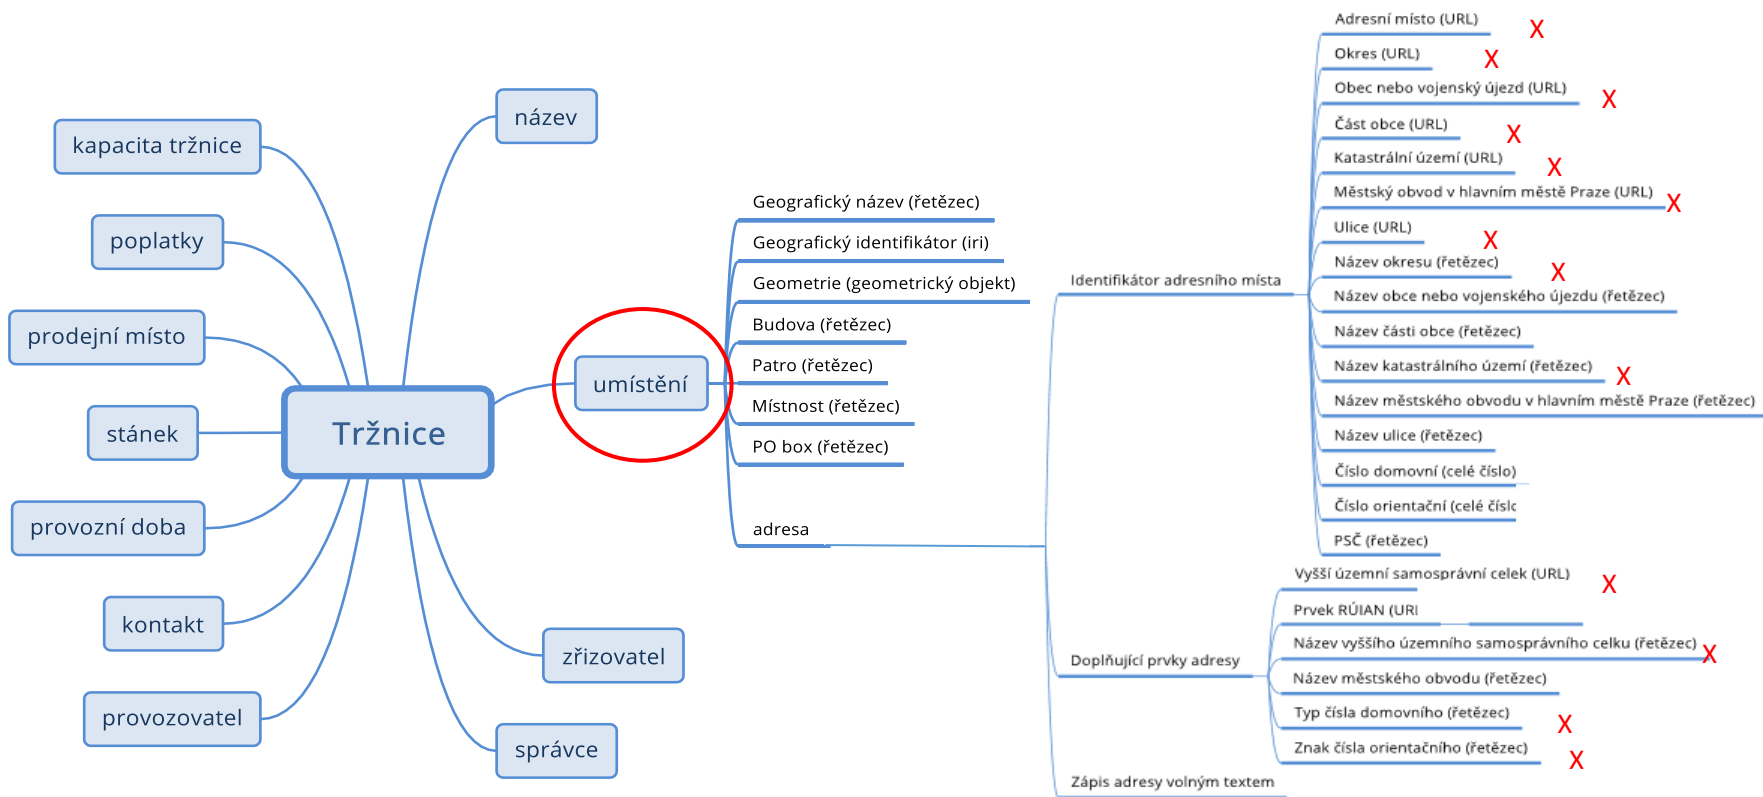 kapacita tržnice
poplatky
prodejní místo
stánek
provozní doba
kontakt
provozovatel
Tržnice
název
umístění
zřizovatel
správce
Geografický název (řetězec)
Geografický identifikátor (iri)
Geometrie (geometrický objekt)
Budova (řetězec)
Patro (řetězec)
Místnost (řetězec)
PO box (řetězec)
adresa
Identifikátor adresního místa
Adresní místo (URL) X
Okres (URL) X
Obec nebo vojenský újezd (URL) X
Část obce (URL) X
Katastrální území (URL) X
Městský obvod v hlavním městě Praze (URL) X
Ulice (URL) X
Název okresu (řetězec) X
Název obce nebo vojenského újezdu (řetězec)
Název části obce (řetězec)
Název katastrálního území (řetězec) X
Název městského obvodu v hlavním městě Praze (řetězec)
Název ulice (řetězec)
Číslo domovní (celé číslo)
Číslo orientační (celé číslo
PSČ (řetězec)
Doplňující prvky adresy
Vyšší územní samosprávní celek (URL) X
Prvek RÚIAN (URI
Název vyššího územního samosprávního celku (řetězec) X
Název městského obvodu (řetězec)
Typ čísla domovního (řetězec) X
Znak čísla orientačního (řetězec) X
Zápis adresy volným textem